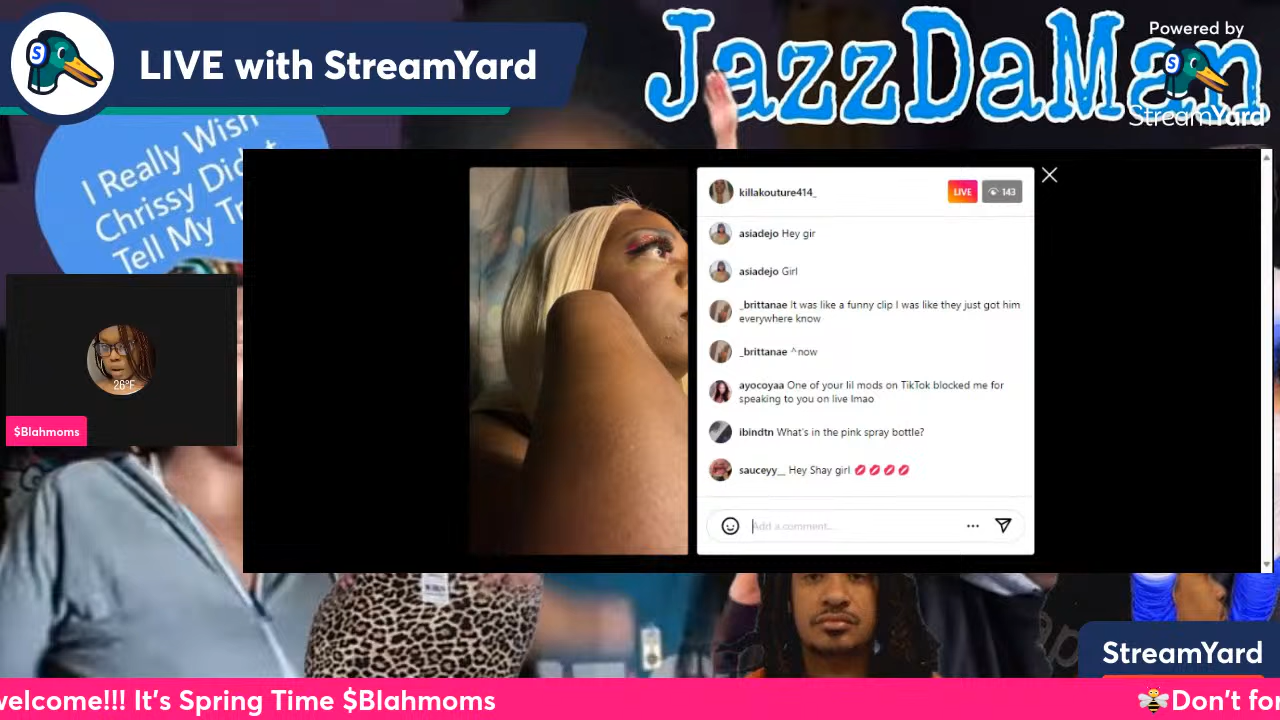 LIVE with StreamYard
JazzDaMan
Powered by
StreamYard
I Really Wish
Chrissy
Tell My
killakouture414_
LIVE
143
asiadejo Hey gir
asiadejo Girl
_brittanae It was like a funny clip I was like they just got him
everywhere know
_brittanae ^now
ayocoyaa One of your lil mods on TikTok blocked me for
speaking to you on live lmao
ibindtn What's in the pink spray bottle?
sauceyy__ Hey Shay girl 💋💋💋💋
Add a comment...
26°F
$Blahmoms
StreamYard
welcome!!! It's Spring Time $Blahmoms
🐝Don't for